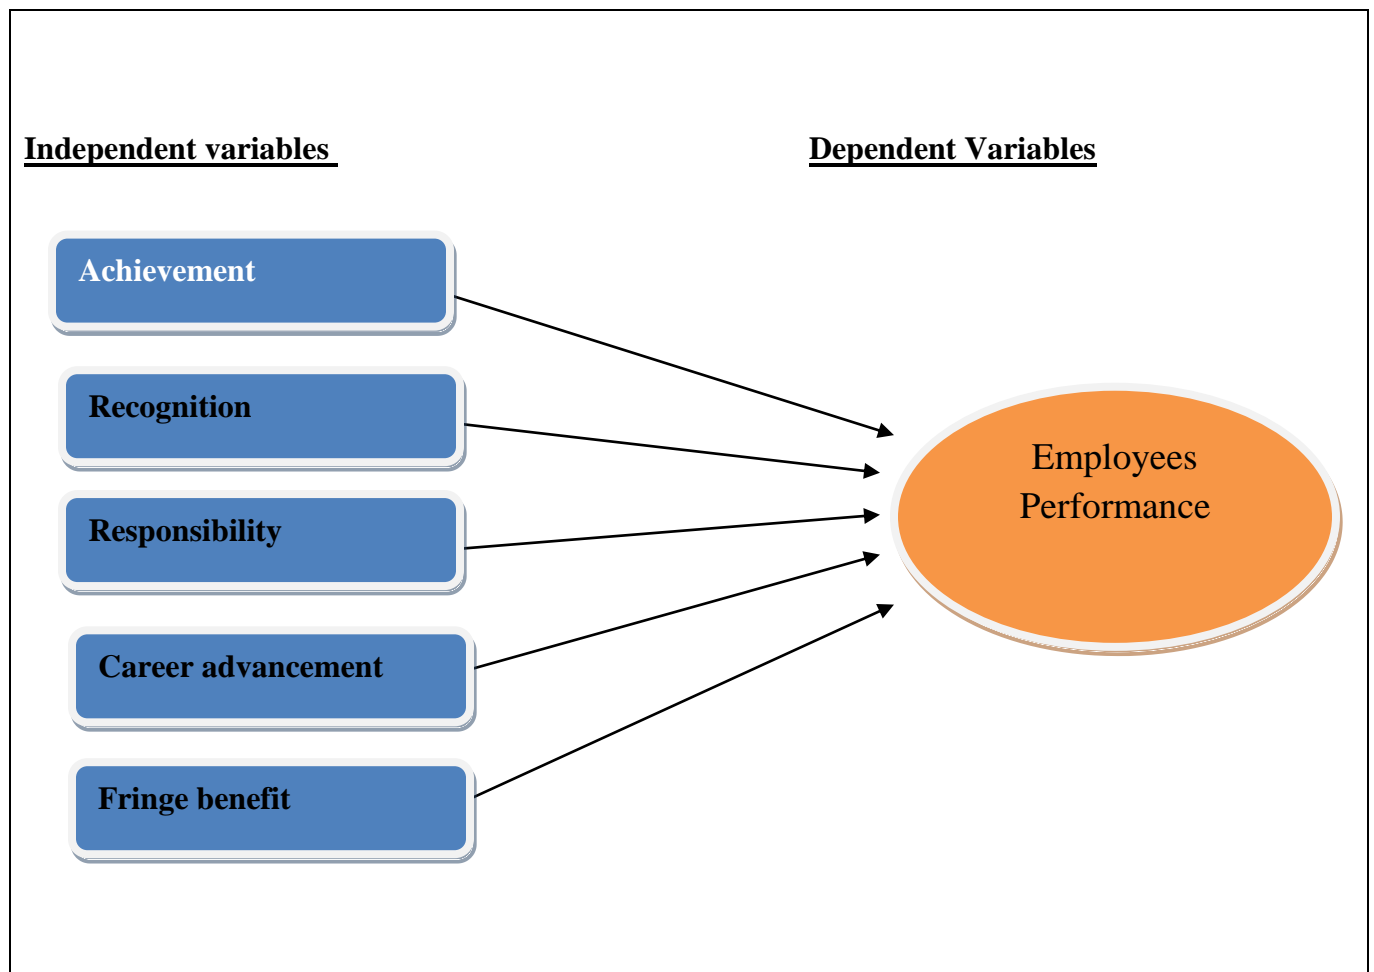 Independent variables
Dependent Variables
Achievement
Recognition
Responsibility
Career advancement
Fringe benefit
Employees
Performance